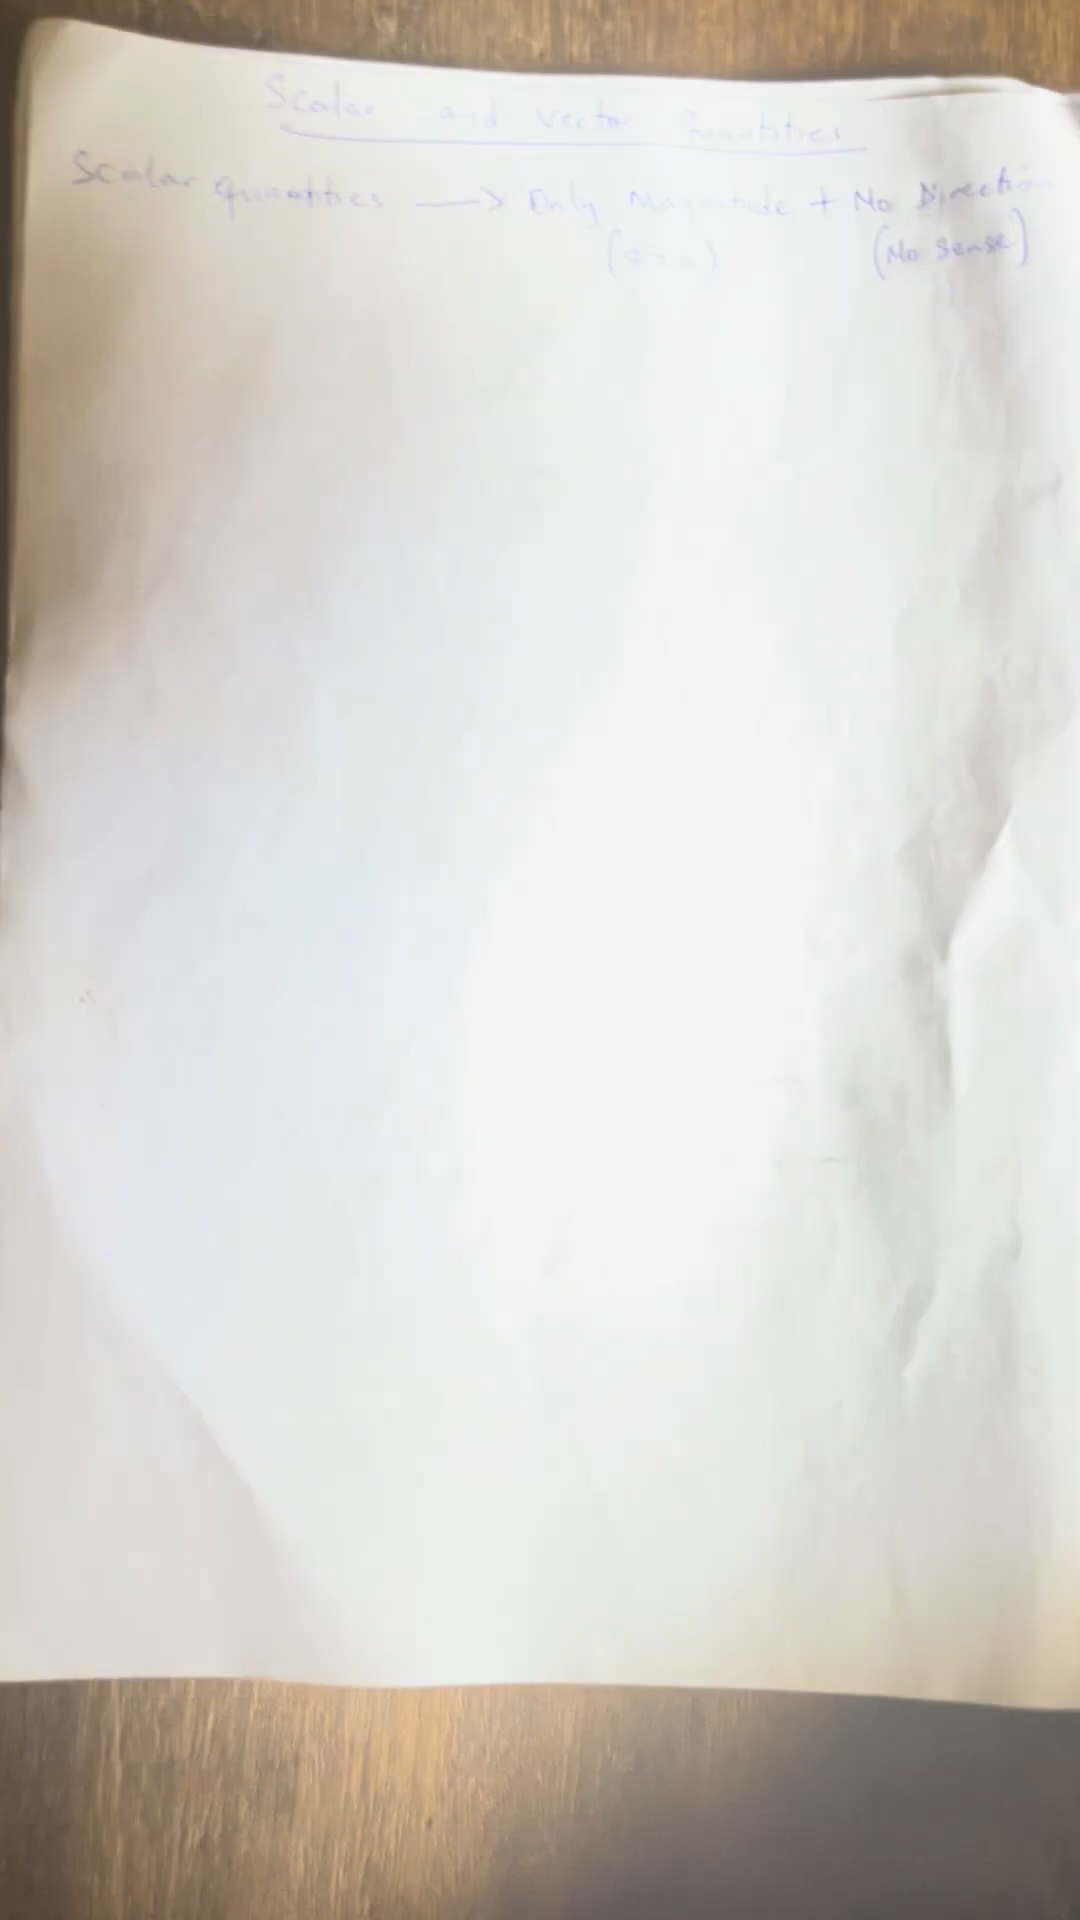 Scalar and vector Quantities
Scalar Quantities —> Only Magnitude + No Direction
(size) (No Sense)